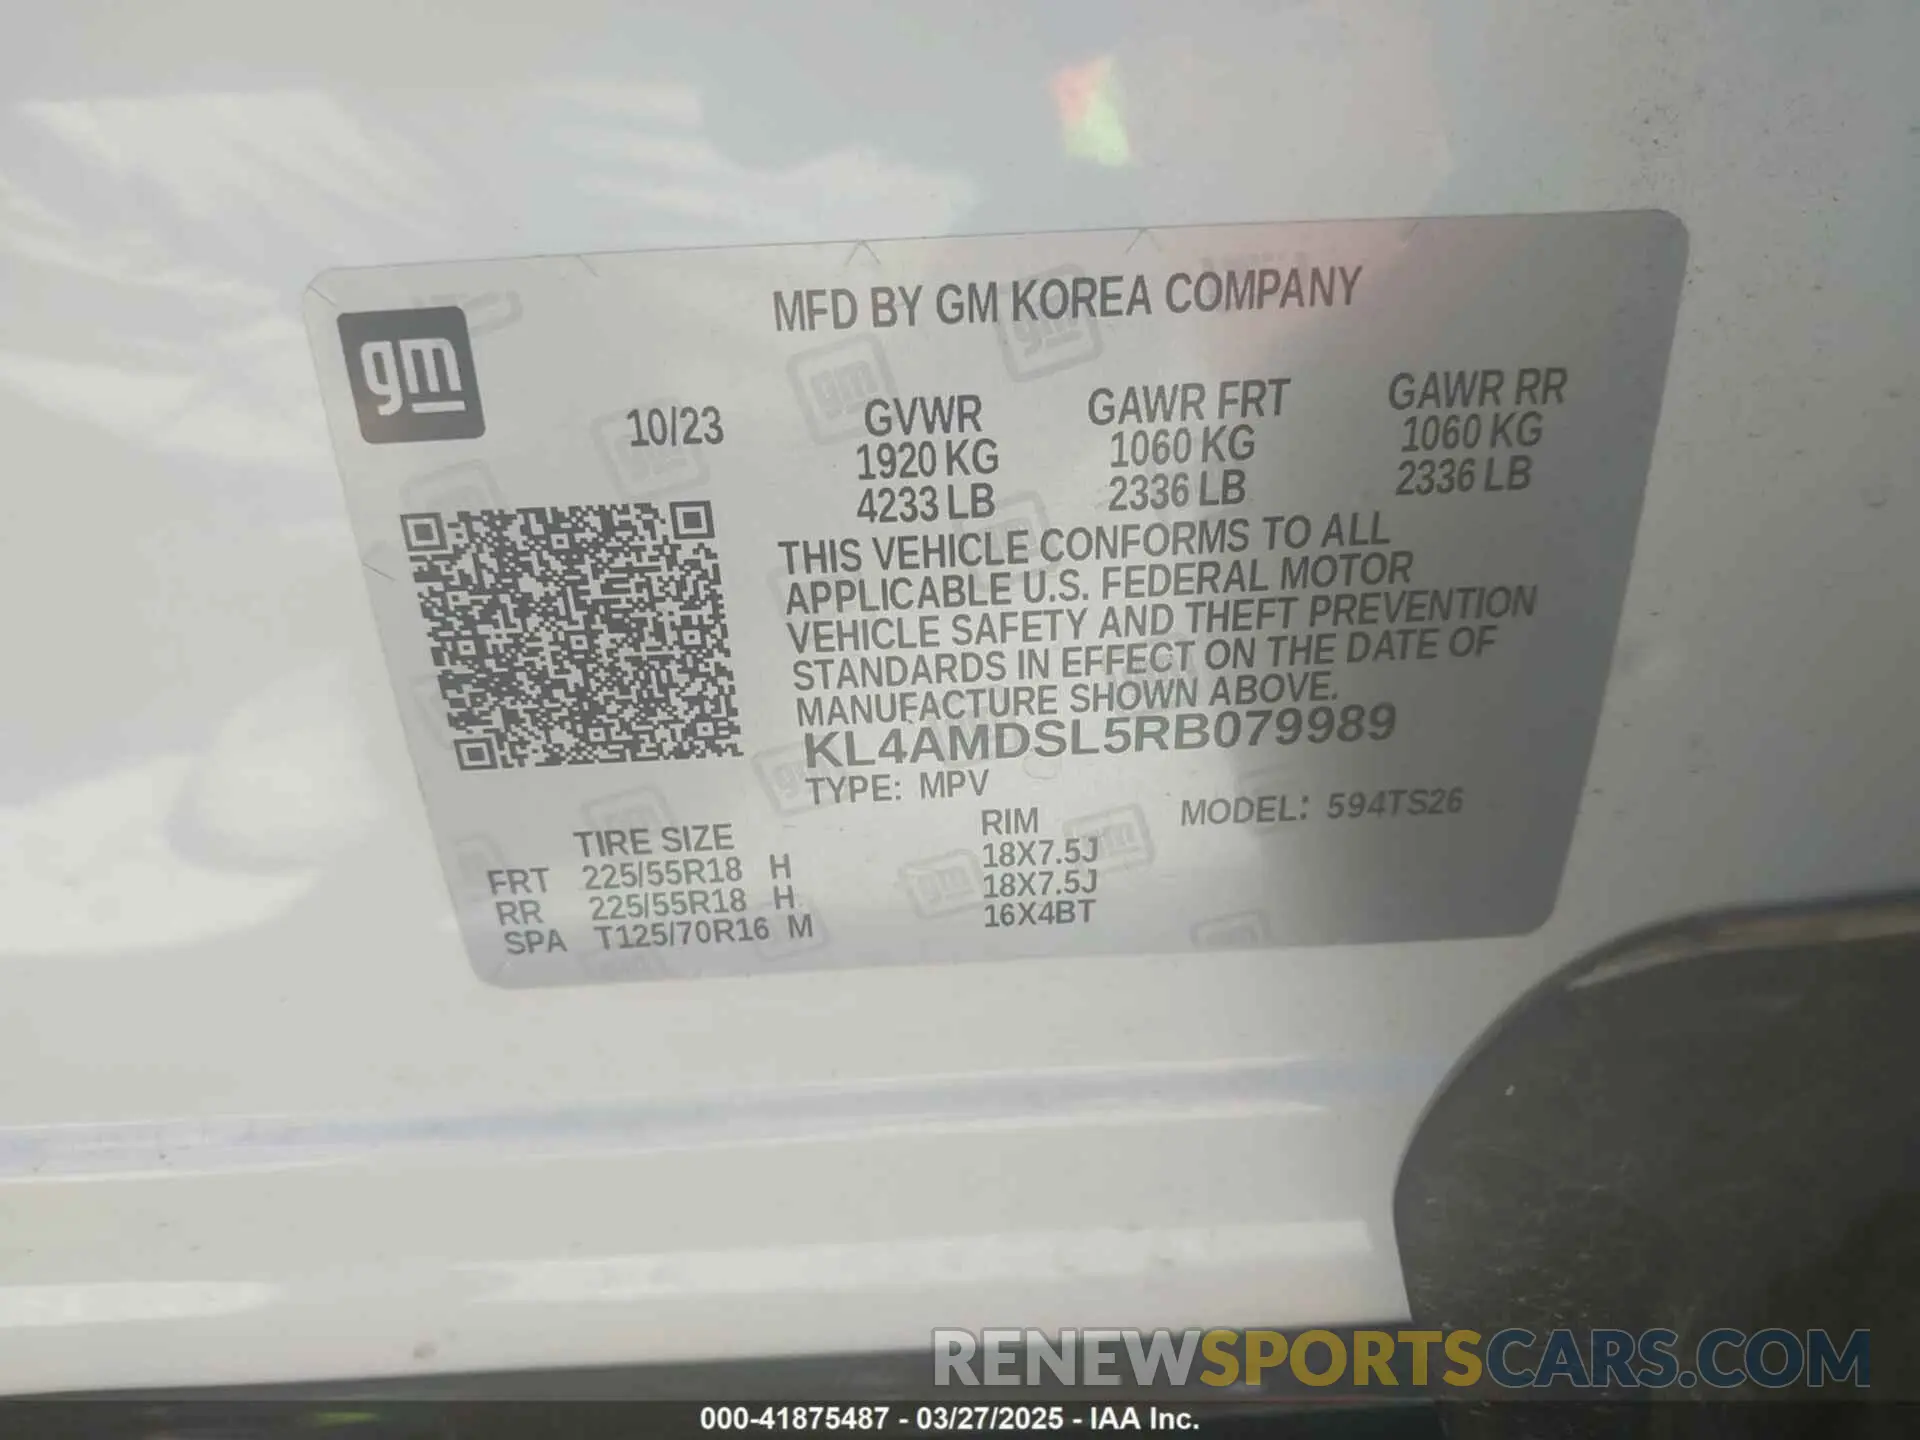 MFD BY GM KOREA COMPANY
gm
10/23 GVWR GAWR FRT GAWR RR
1920 KG 1060 KG 1060 KG
4233 LB 2336 LB 2336 LB
THIS VEHICLE CONFORMS TO ALL
APPLICABLE U.S. FEDERAL MOTOR
VEHICLE SAFETY AND THEFT PREVENTION
STANDARDS IN EFFECT ON THE DATE OF
MANUFACTURE SHOWN ABOVE.
KL4AMDSL5RB079989
TYPE: MPV MODEL: 594TS26
TIRE SIZE RIM
FRT 225/55R18 H 18X7.5J
RR 225/55R18 H 18X7.5J
SPA T125/70R16 M 16X4BT
RENEWSPORTSCARS.COM
000-41875487 - 03/27/2025 - IAA Inc.